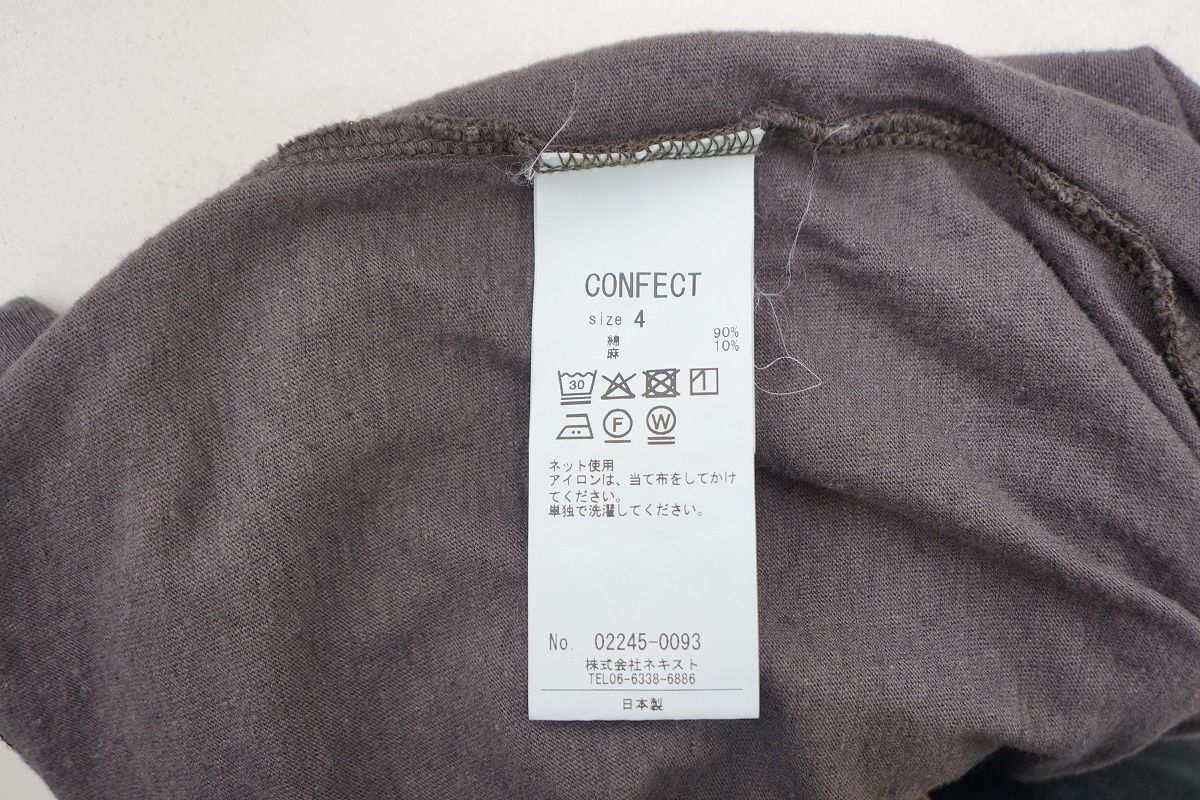 CONFECT
size 4
綿 90%
麻 10%
30
F W
ネット使用
アイロンは、当て布をしてかけ
てください。
単独で洗濯してください。
No. 02245-0093
株式会社ネキスト
TEL06-6338-6886
日本製